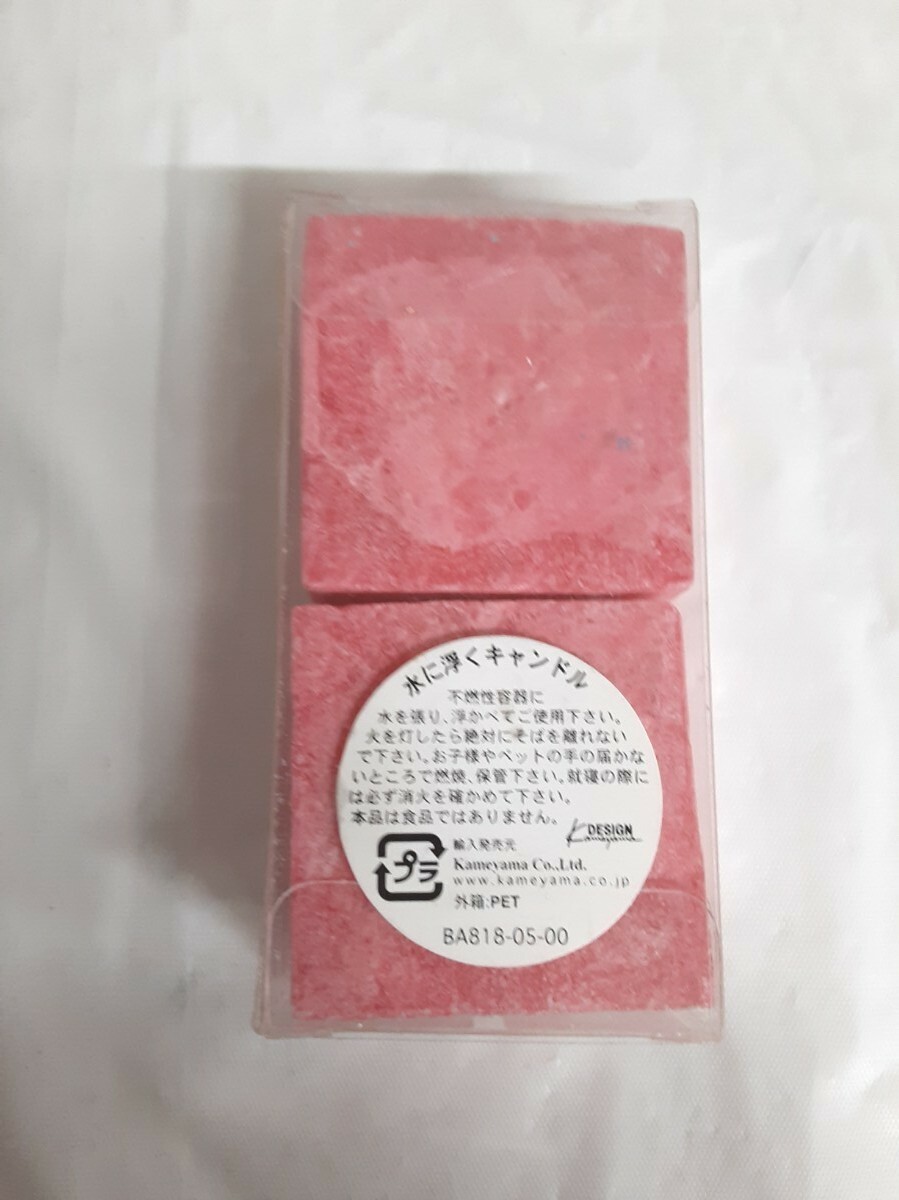 水に浮くキャンドル
不燃性容器に
水を張り、浮かべてご使用下さい。
火を灯したら絶対にそばを離れない
で下さい。お子様やペットの手の届かな
いところで燃焼、保管下さい。就寝の際に
は必ず消火を確かめて下さい。
本品は食品ではありません。
DESIGN
Kameyama
プラ
輸入発売元
Kameyama Co.,Ltd.
www.kameyama.co.jp
外箱:PET
BA818-05-00